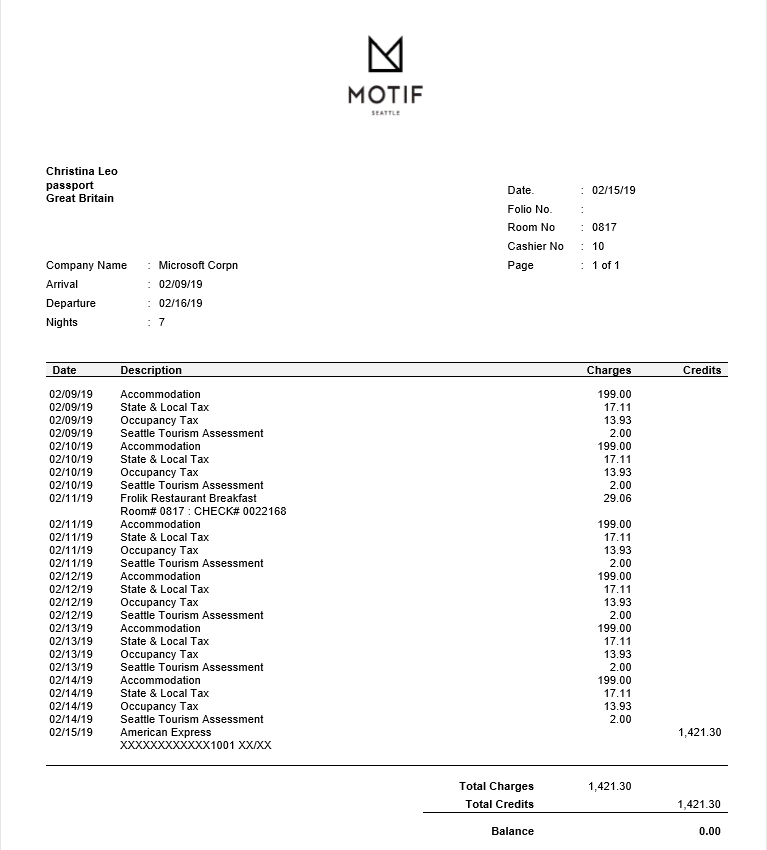 MOTIF
SEATTLE
Christina Leo
passport
Great Britain
Date. : 02/15/19
Folio No. :
Room No : 0817
Cashier No : 10
Page : 1 of 1
Company Name : Microsoft Corpn
Arrival : 02/09/19
Departure : 02/16/19
Nights : 7
Date Description Charges Credits
02/09/19 Accommodation 199.00
02/09/19 State & Local Tax 17.11
02/09/19 Occupancy Tax 13.93
02/09/19 Seattle Tourism Assessment 2.00
02/10/19 Accommodation 199.00
02/10/19 State & Local Tax 17.11
02/10/19 Occupancy Tax 13.93
02/10/19 Seattle Tourism Assessment 2.00
02/11/19 Frolik Restaurant Breakfast 29.06
Room# 0817 : CHECK# 0022168
02/11/19 Accommodation 199.00
02/11/19 State & Local Tax 17.11
02/11/19 Occupancy Tax 13.93
02/11/19 Seattle Tourism Assessment 2.00
02/12/19 Accommodation 199.00
02/12/19 State & Local Tax 17.11
02/12/19 Occupancy Tax 13.93
02/12/19 Seattle Tourism Assessment 2.00
02/13/19 Accommodation 199.00
02/13/19 State & Local Tax 17.11
02/13/19 Occupancy Tax 13.93
02/13/19 Seattle Tourism Assessment 2.00
02/14/19 Accommodation 199.00
02/14/19 State & Local Tax 17.11
02/14/19 Occupancy Tax 13.93
02/14/19 Seattle Tourism Assessment 2.00
02/15/19 American Express 1,421.30
XXXXXXXXXXXX1001 XX/XX
Total Charges 1,421.30
Total Credits 1,421.30
Balance 0.00